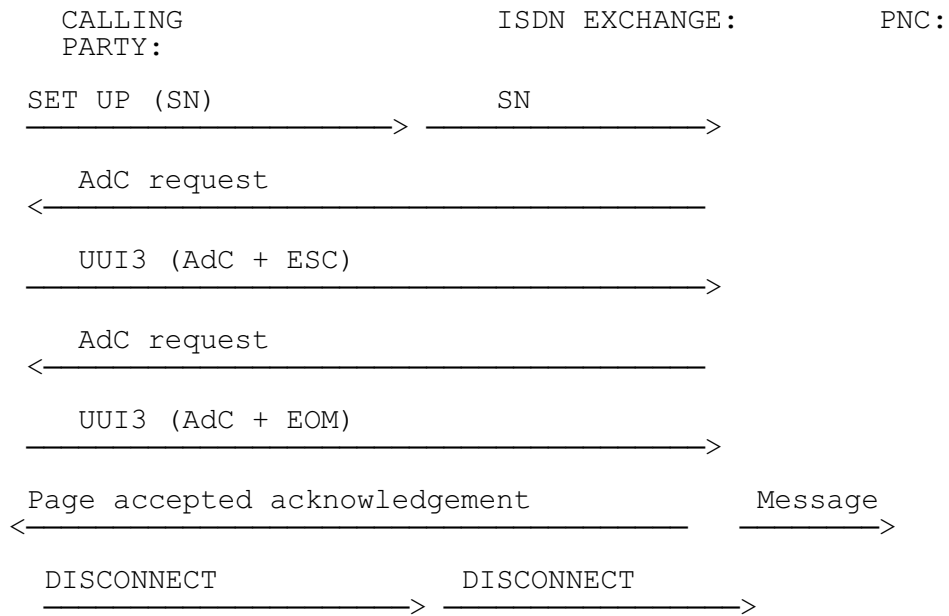 CALLING ISDN EXCHANGE: PNC:
PARTY:
SET UP (SN) SN
AdC request
UUI3 (AdC + ESC)
AdC request
UUI3 (AdC + EOM)
Page accepted acknowledgement Message
DISCONNECT DISCONNECT